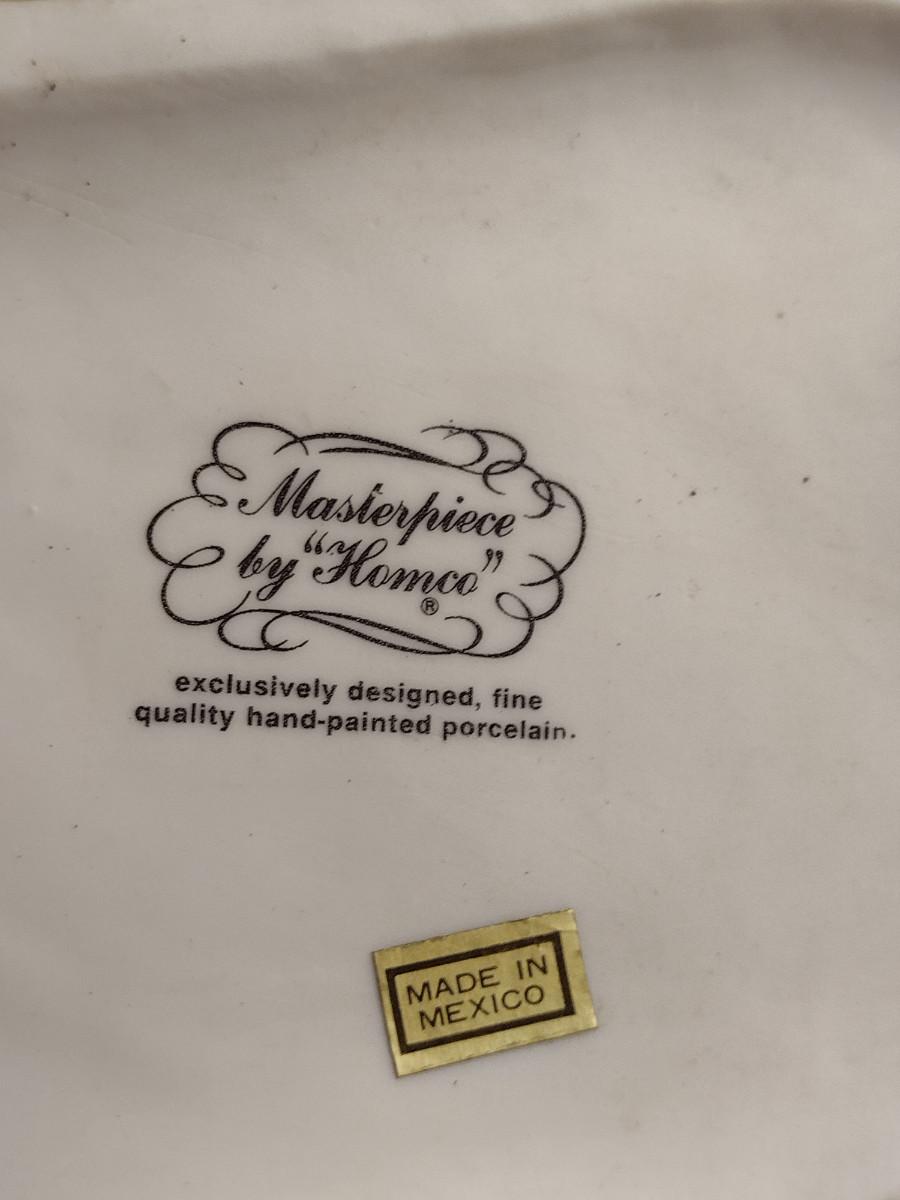 Masterpiece
by “Homco”
®
exclusively designed, fine
quality hand-painted porcelain.
MADE IN
MEXICO